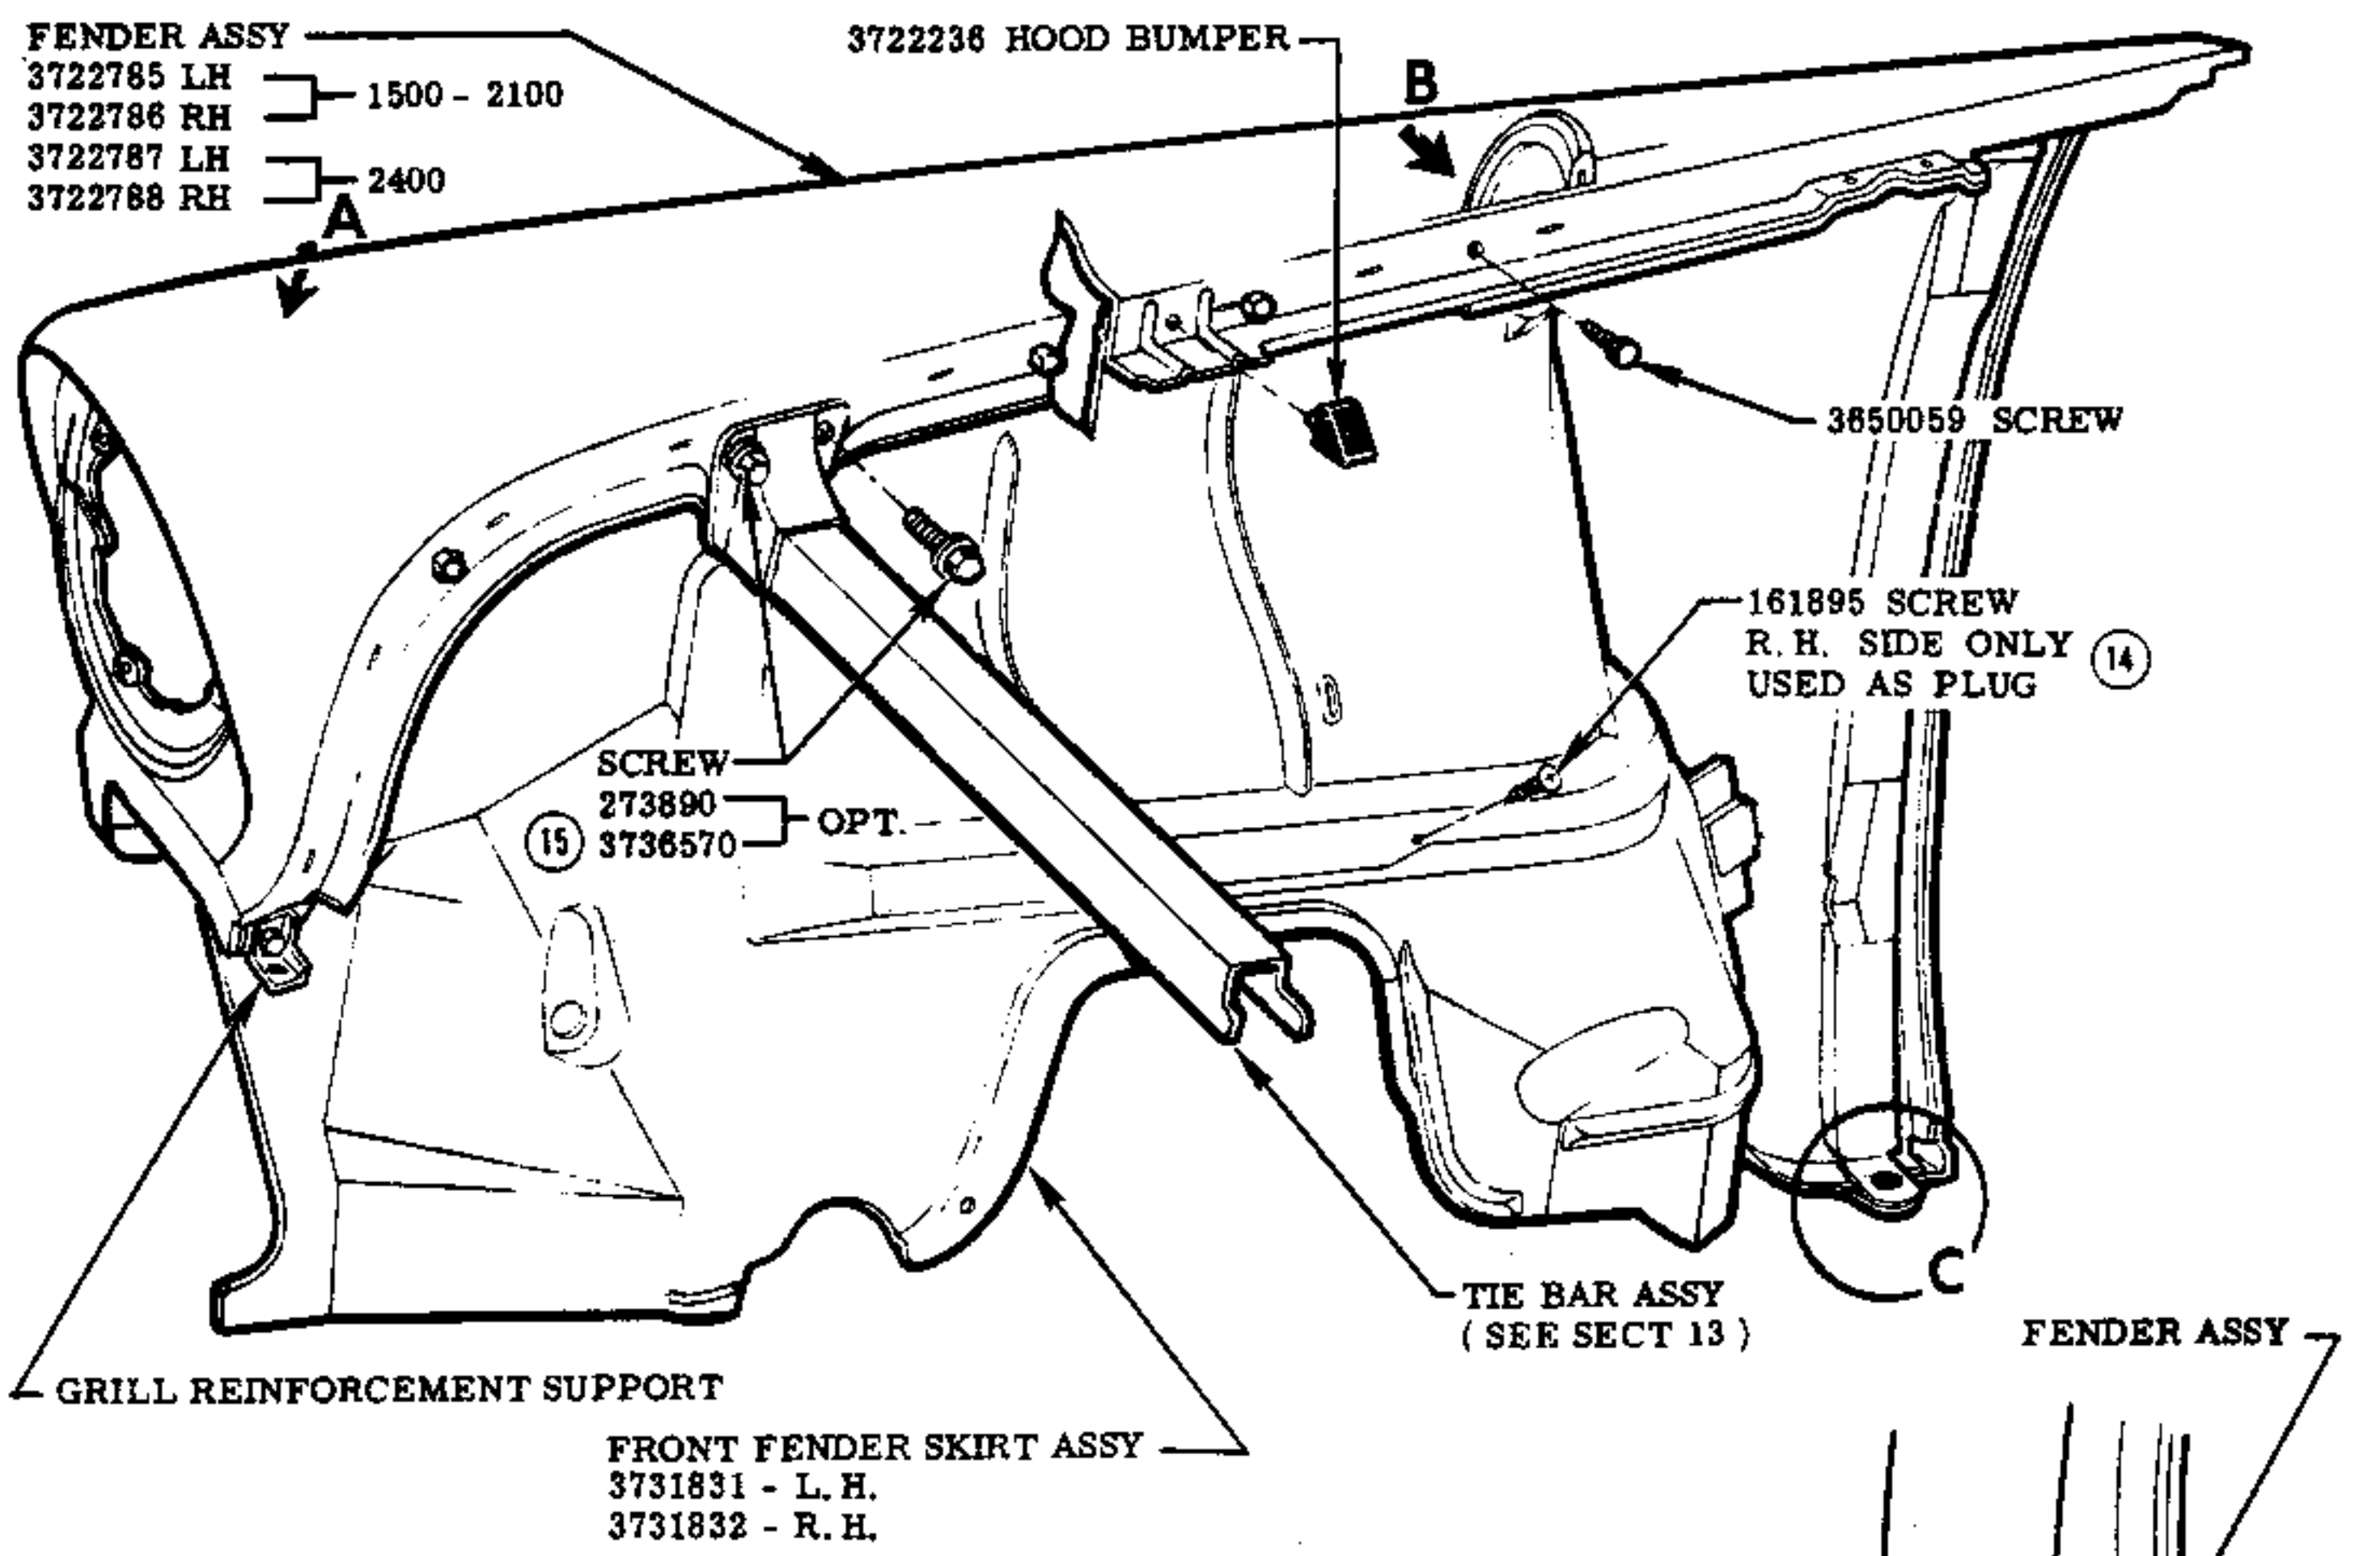 FENDER ASSY
3722785 LH
3722786 RH
1500 - 2100
3722787 LH
3722788 RH
2400
A
3722236 HOOD BUMPER
B
3650059 SCREW
161895 SCREW
R. H. SIDE ONLY
USED AS PLUG
14
SCREW
273890
15 3736570
OPT.
C
TIE BAR ASSY
( SEE SECT 13 )
FENDER ASSY
GRILL REINFORCEMENT SUPPORT
FRONT FENDER SKIRT ASSY
3731831 - L. H.
3731832 - R. H.